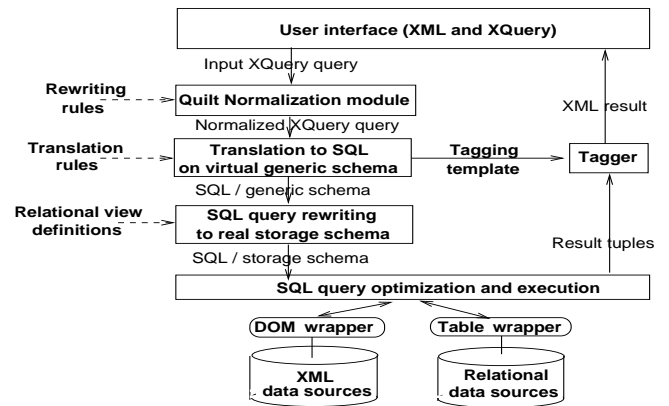 User interface (XML and XQuery)
Input XQuery query
Rewriting
rules
Quilt Normalization module
XML result
Normalized XQuery query
Translation
rules
Translation to SQL
on virtual generic schema
Tagging
template
Tagger
SQL / generic schema
Relational view
definitions
SQL query rewriting
to real storage schema
Result tuples
SQL / storage schema
SQL query optimization and execution
DOM wrapper
Table wrapper
XML
data sources
Relational
data sources